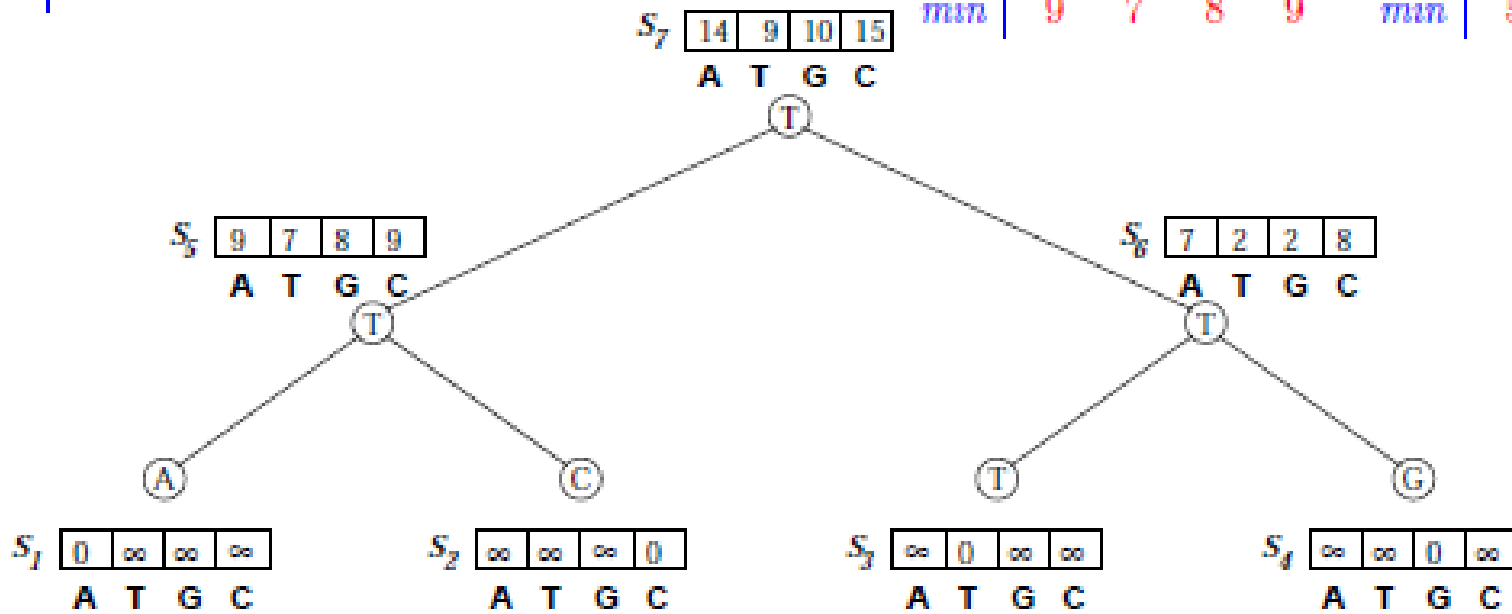 min 9 7 8 9 min
S7 14 9 10 15
A T G C
T
S5 9 7 8 9 S6 7 2 2 8
A T G C A T G C
T T
A C T G
S1 0 ∞ ∞ ∞ S2 ∞ ∞ ∞ 0 S3 ∞ 0 ∞ ∞ S4 ∞ ∞ 0 ∞
A T G C A T G C A T G C A T G C